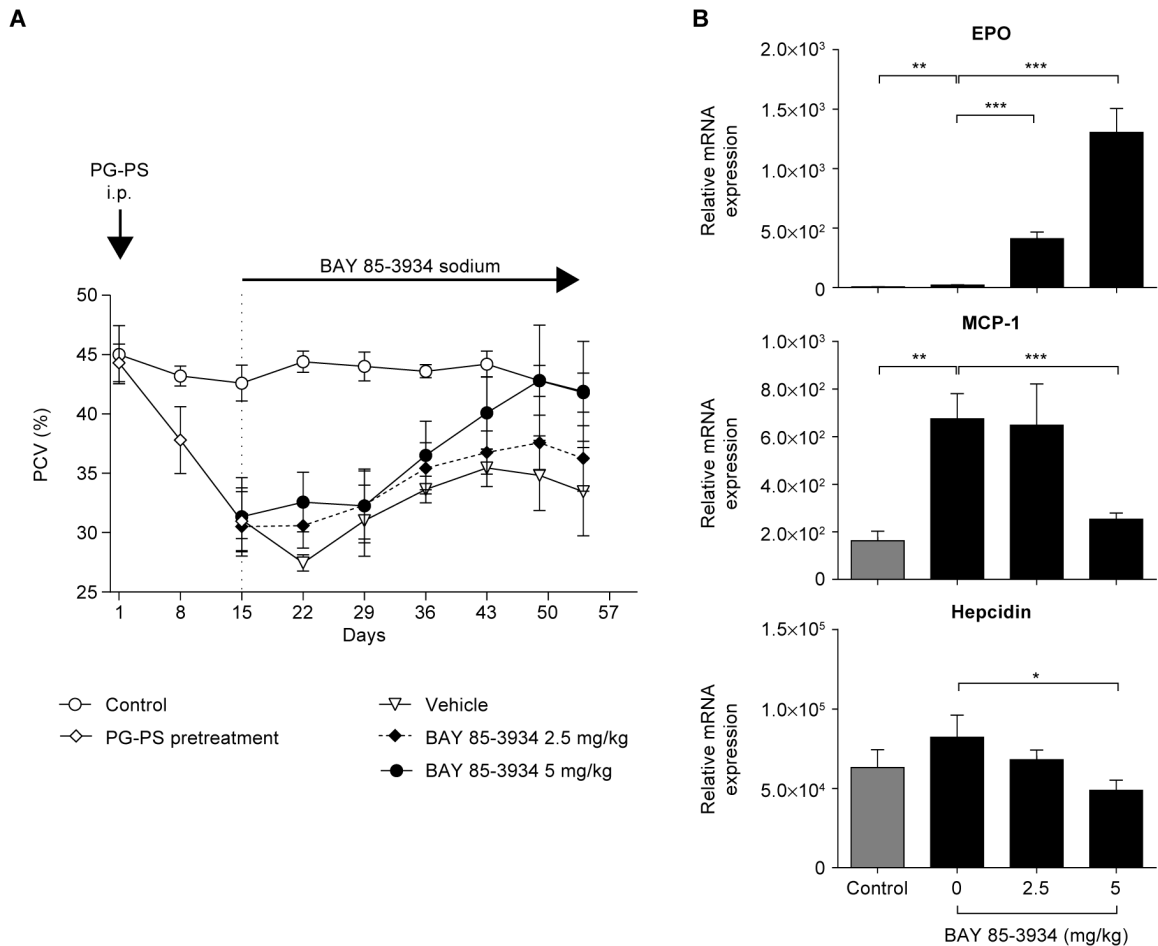 A
PG-PS
i.p.
BAY 85-3934 sodium
50
45
40
35
30
25
PCV (%)
1 8 15 22 29 36 43 50 57
Days
Control
PG-PS pretreatment
Vehicle
BAY 85-3934 2.5 mg/kg
BAY 85-3934 5 mg/kg
B
EPO
2.0×10³
1.5×10³
1.0×10³
5.0×10²
0
Relative mRNA
expression
** ***
***
MCP-1
1.0×10³
8.0×10²
6.0×10²
4.0×10²
2.0×10²
0
Relative mRNA
expression
** ***
Hepcidin
1.5×10⁵
1.0×10⁵
5.0×10⁴
0
Relative mRNA
expression
*
Control 0 2.5 5
BAY 85-3934 (mg/kg)